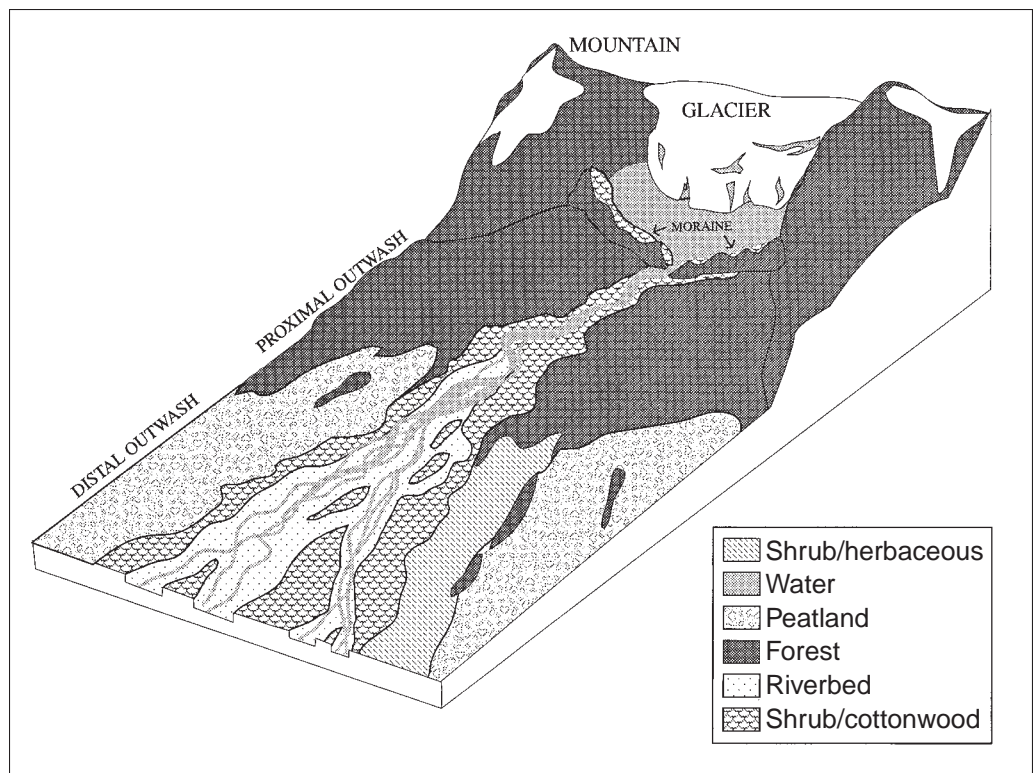 MOUNTAIN
GLACIER
MORAINE
PROXIMAL OUTWASH
DISTAL OUTWASH
Shrub/herbaceous
Water
Peatland
Forest
Riverbed
Shrub/cottonwood